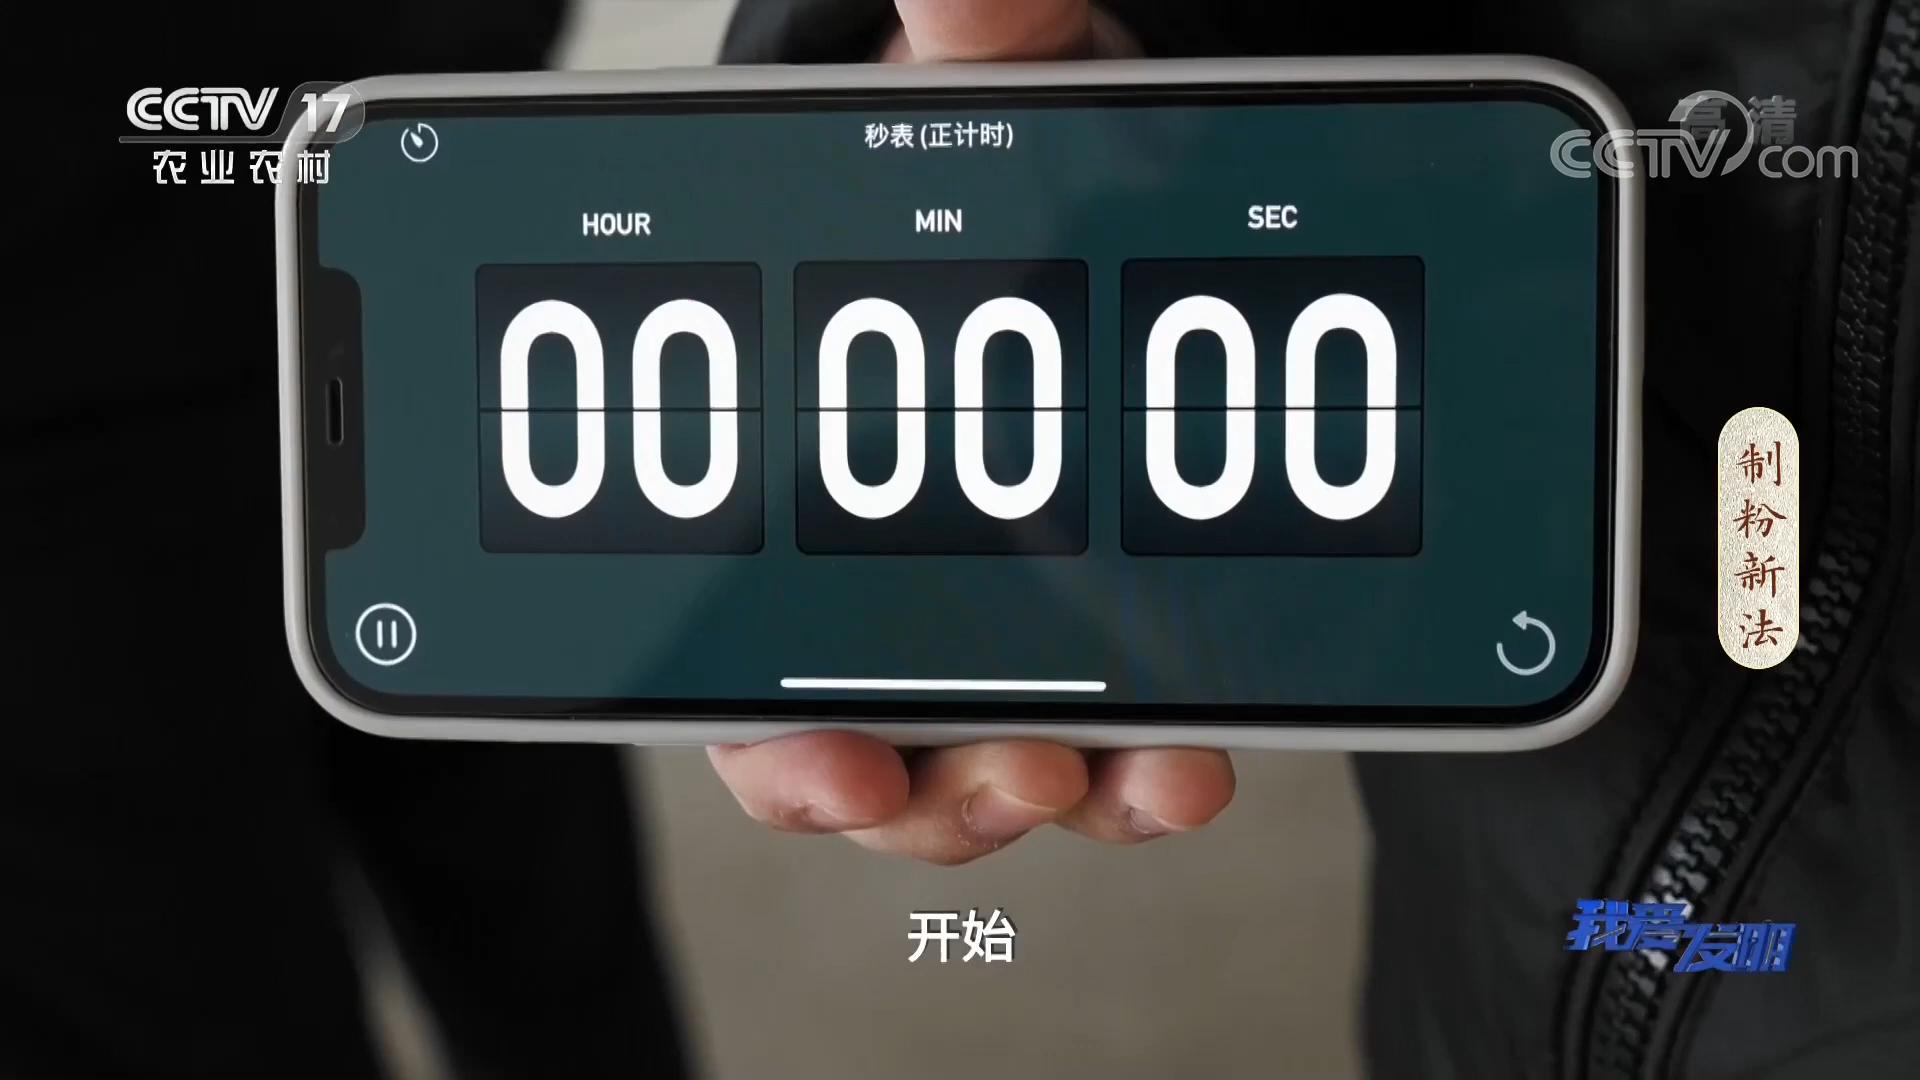 CCTV 17
农业农村
高清
CCTV.com
秒表(正计时)
HOUR
MIN
SEC
00
00
00
制粉新法
开始
我爱发明